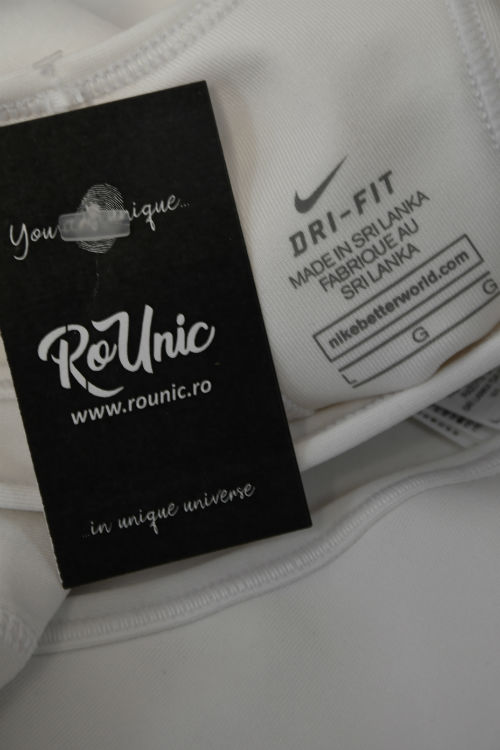 You nique...
RoUnic
www.rounic.ro
...in unique universe
DRI-FIT
MADE IN SRI LANKA
FABRIQUE AU
SRI LANKA
nikebetterworld.com
L G G